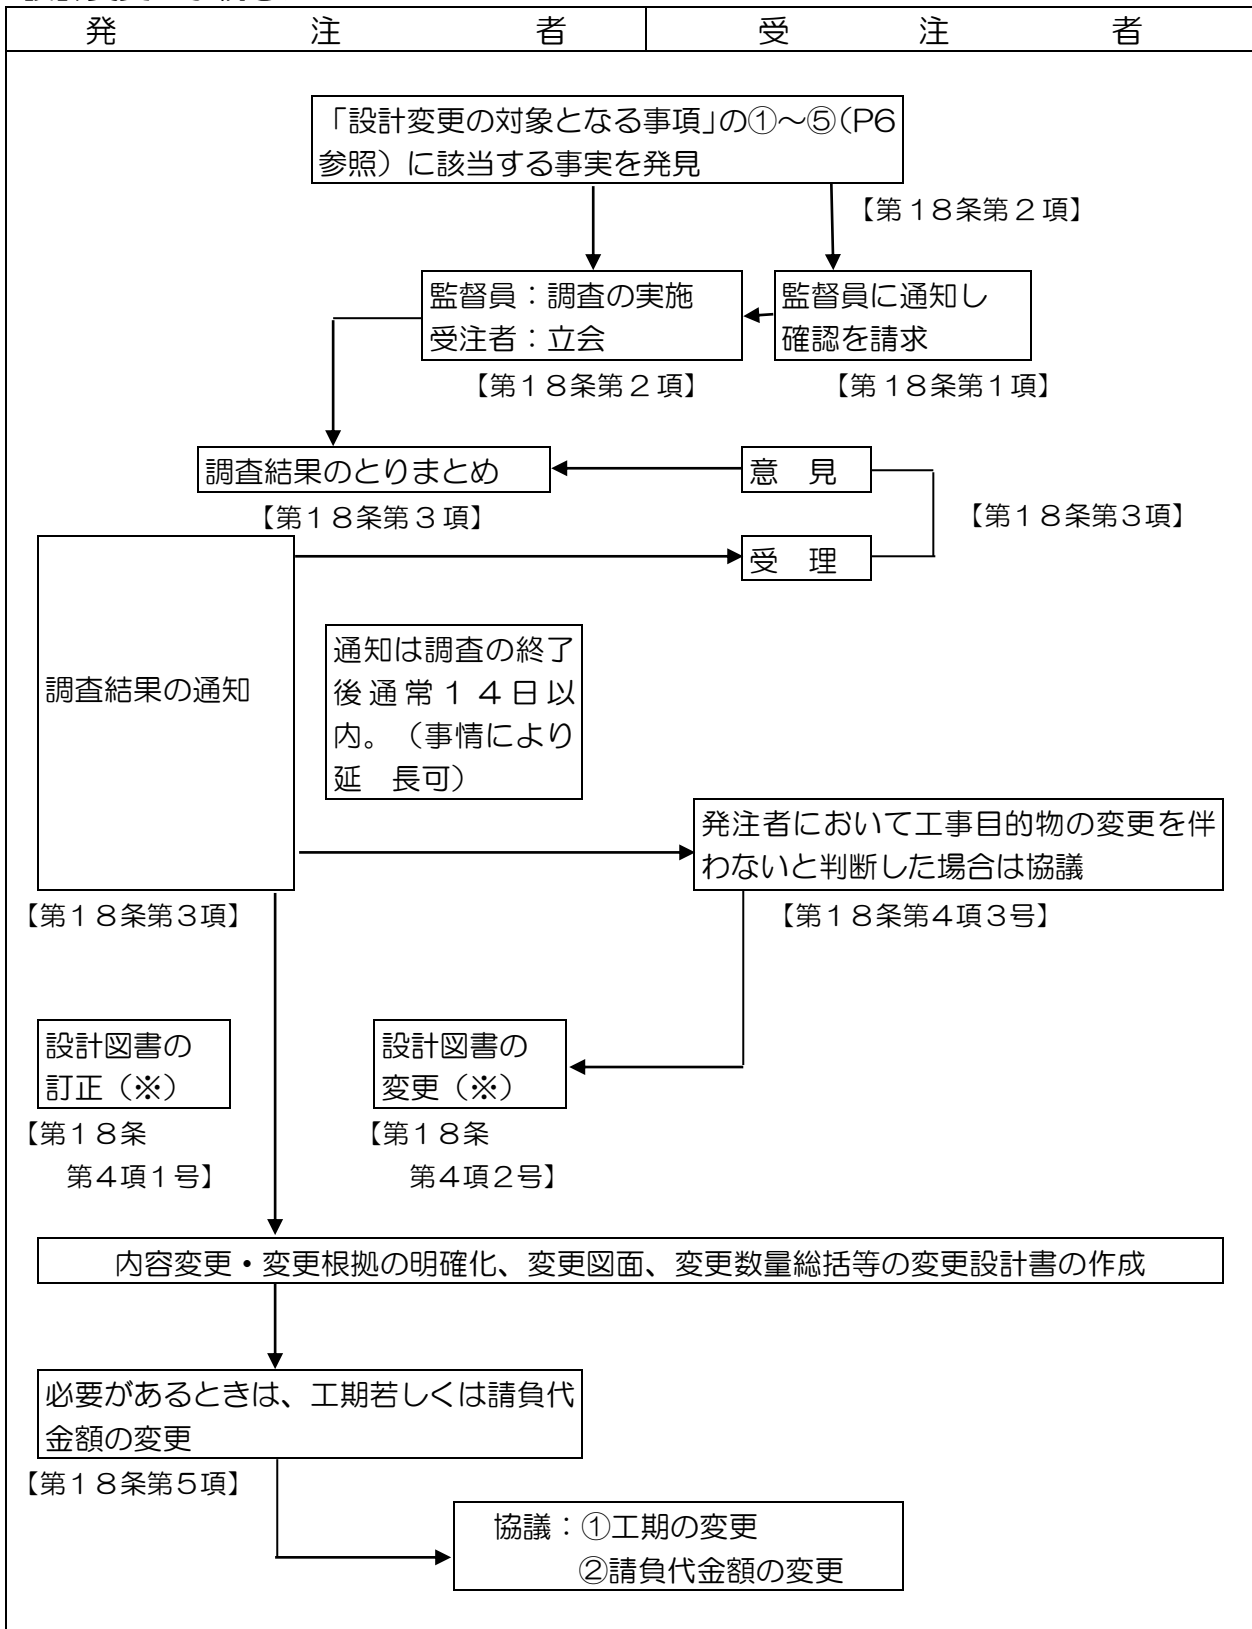 発　注　者　受　注　者
「設計変更の対象となる事項」の①～⑤（P6
参照）に該当する事実を発見
【第１８条第２項】
監督員：調査の実施
受注者：立会
監督員に通知し
確認を請求
【第１８条第２項】
【第１８条第１項】
調査結果のとりまとめ
意　見
【第１８条第３項】
【第１８条第３項】
受　理
調査結果の通知
通知は調査の終了
後通常１４日以
内。（事情により
延　長可）
発注者において工事目的物の変更を伴
わないと判断した場合は協議
【第１８条第３項】
【第１８条第４項３号】
設計図書の
訂正（※）
設計図書の
変更（※）
【第１８条
第４項１号】
【第１８条
第４項２号】
内容変更・変更根拠の明確化、変更図面、変更数量総括等の変更設計書の作成
必要があるときは、工期若しくは請負代
金額の変更
【第１８条第５項】
協議：①工期の変更
②請負代金額の変更